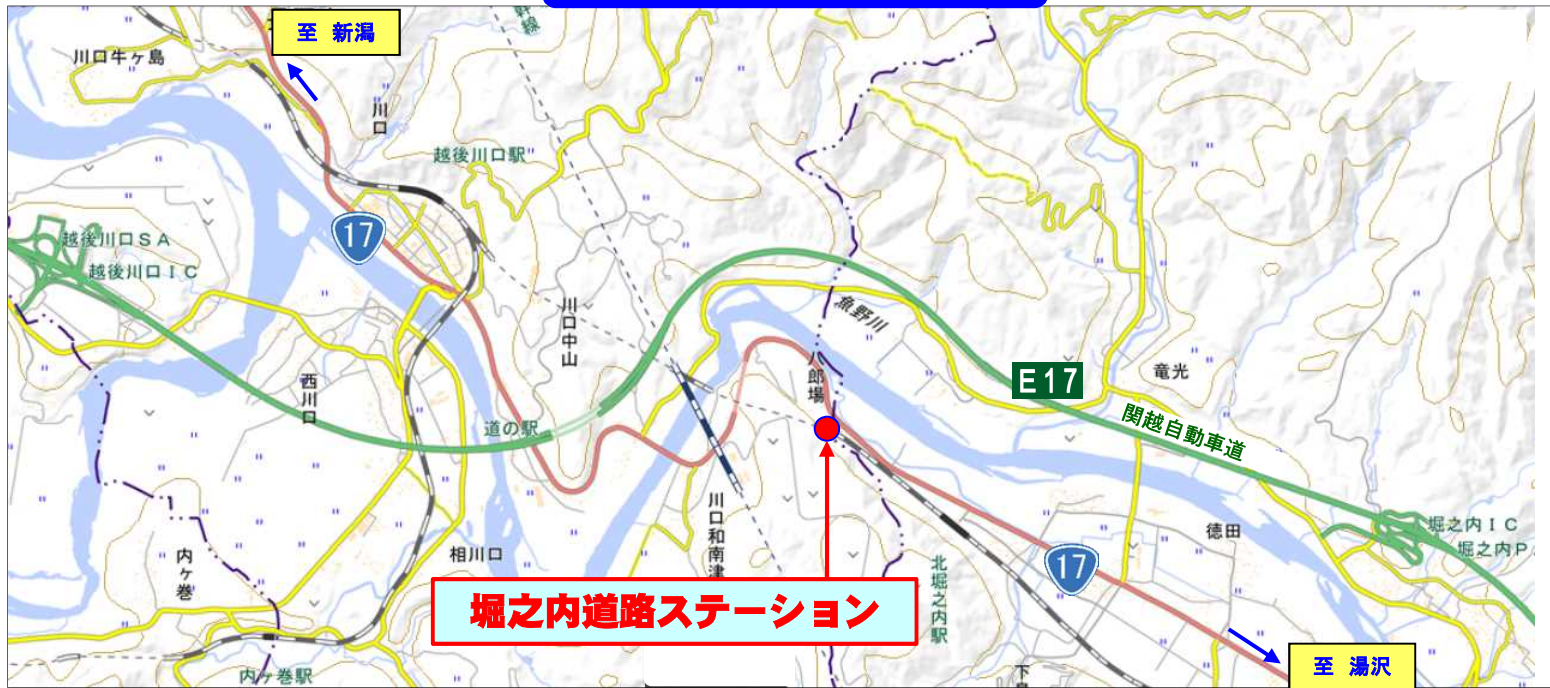 至 新潟
幹線
川口牛ヶ島
川口
越後川口駅
17
越後川口SA
越後川口IC
川口中山
魚野川
八郎場
E17
竜光
西川口
道の駅
関越自動車道
川口和南津
堀之内IC
徳田
堀之内P
相川口
内ヶ巻
北堀之内駅
17
堀之内道路ステーション
内ヶ巻駅
至 湯沢